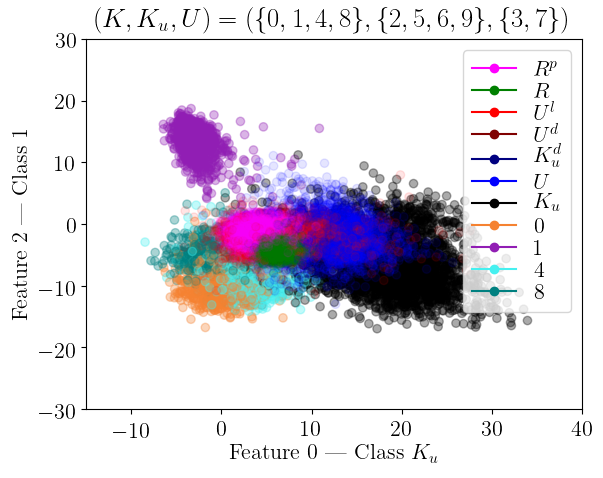 (K, K_u, U) = ({0, 1, 4, 8}, {2, 5, 6, 9}, {3, 7})
30
20
10
0
−10
−20
−30
Feature 2 — Class 1
R^p
R
U^l
U^d
K_u^d
U
K_u
0
1
4
8
−10
0
10
20
30
40
Feature 0 — Class K_u